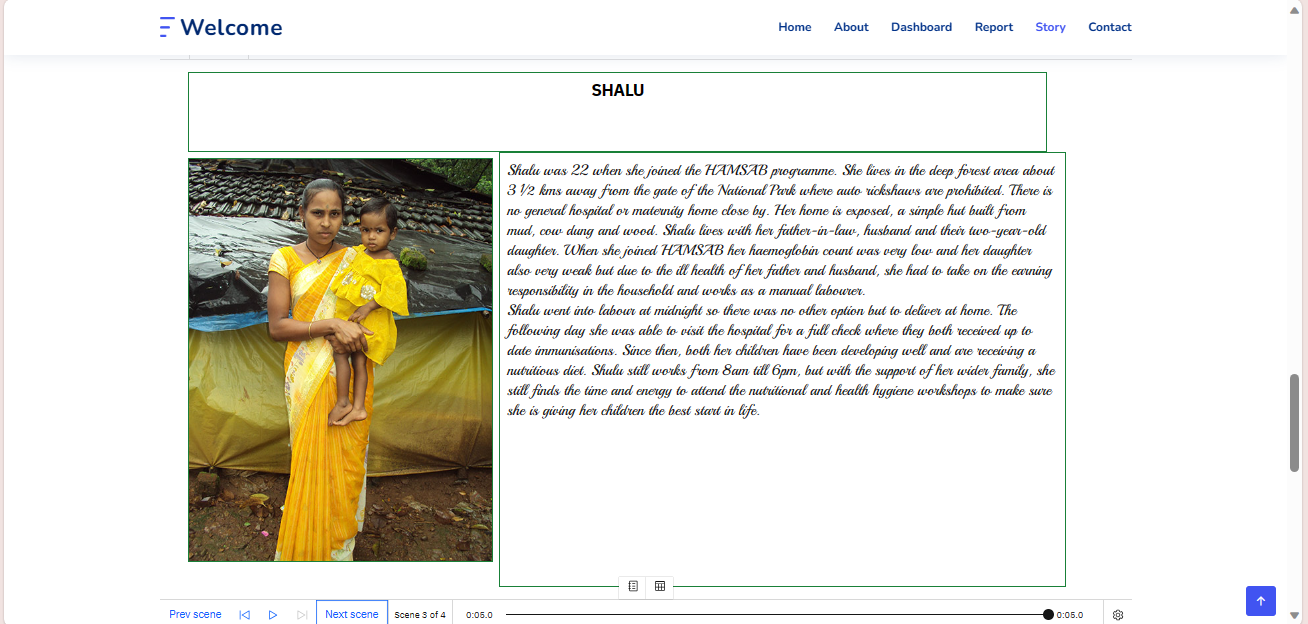 Welcome
Home About Dashboard Report Story Contact
SHALU
Shalu was 22 when she joined the HAMSAB programme. She lives in the deep forest area about
3 1/2 kms away from the gate of the National Park where auto rickshaws are prohibited. There is
no general hospital or maternity home close by. Her home is exposed, a simple hut built from
mud, cow dung and wood. Shalu lives with her father-in-law, husband and their two-year-old
daughter. When she joined HAMSAB her haemoglobin count was very low and her daughter
also very weak but due to the ill health of her father and husband, she had to take on the earning
responsibility in the household and works as a manual labourer.
Shalu went into labour at midnight so there was no other option but to deliver at home. The
following day she was able to visit the hospital for a full check where they both received up to
date immunisations. Since then, both her children have been developing well and are receiving a
nutritious diet. Shulu still works from 8am till 6pm, but with the support of her wider family, she
still finds the time and energy to attend the nutritional and health hygiene workshops to make sure
she is giving her children the best start in life.
Prev scene Next scene Scene 3 of 4 0:05.0 0:05.0